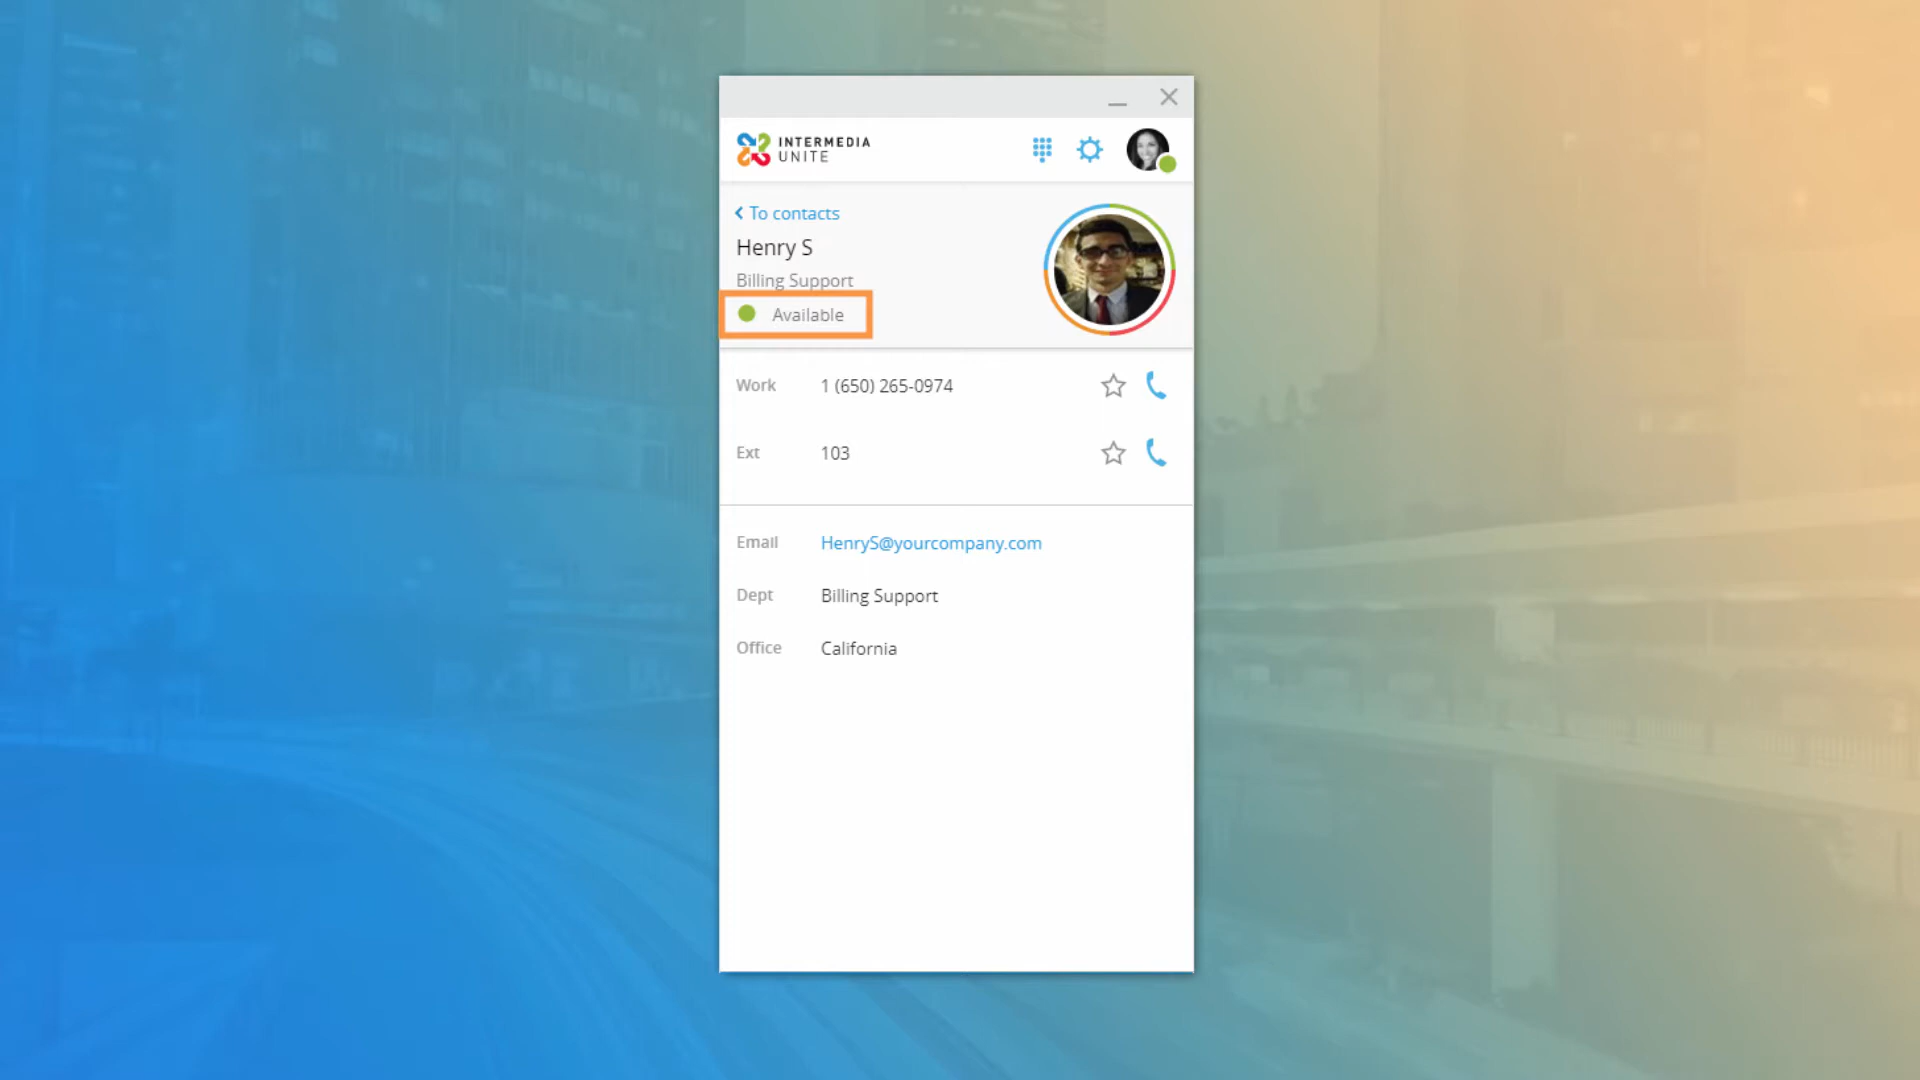 INTERMEDIA
UNITE
To contacts
Henry S
Billing Support
Available
Work 1 (650) 265-0974
Ext 103
Email HenryS@yourcompany.com
Dept Billing Support
Office California